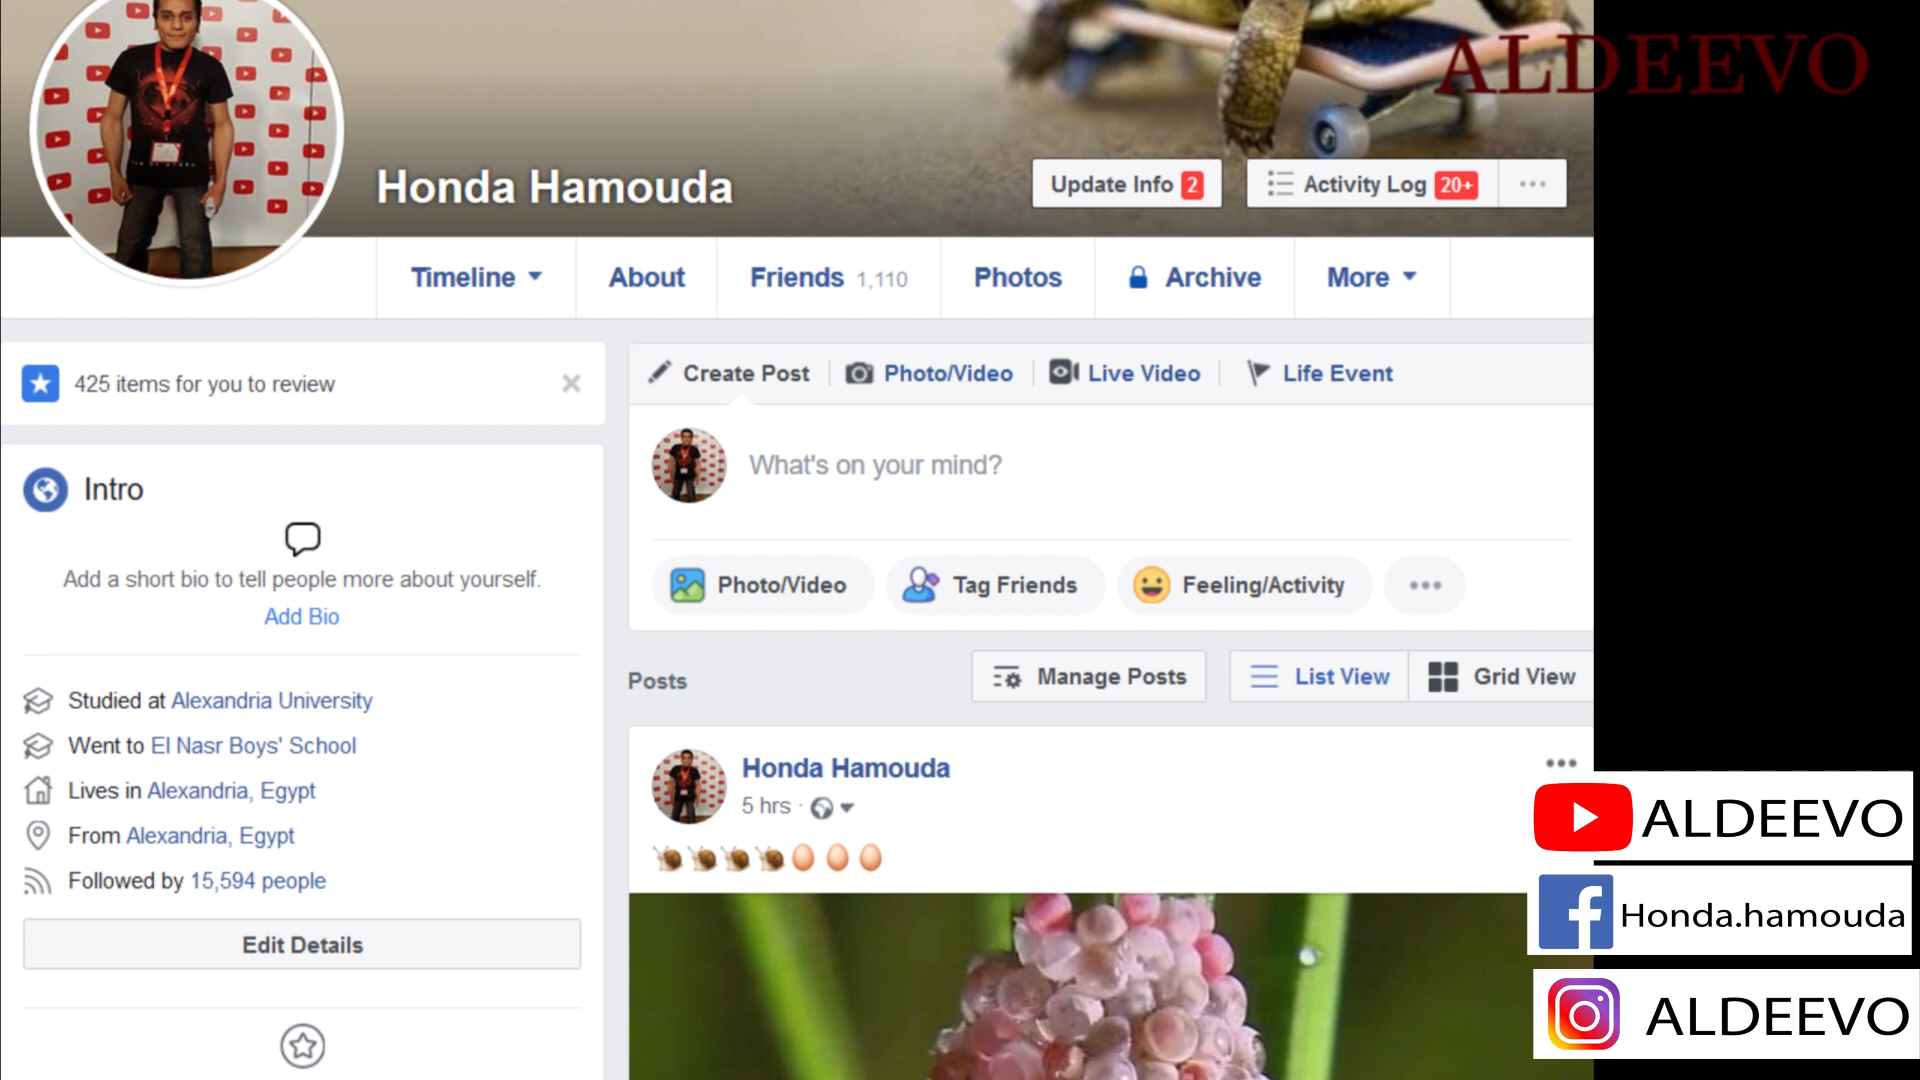 ALDEEVO
Honda Hamouda
Update Info 2
Activity Log 20+
Timeline
About
Friends 1,110
Photos
Archive
More
425 items for you to review
Create Post
Photo/Video
Live Video
Life Event
What's on your mind?
Intro
Add a short bio to tell people more about yourself.
Add Bio
Photo/Video
Tag Friends
Feeling/Activity
Studied at Alexandria University
Went to El Nasr Boys' School
Lives in Alexandria, Egypt
From Alexandria, Egypt
Followed by 15,594 people
Edit Details
Posts
Manage Posts
List View
Grid View
Honda Hamouda
5 hrs ·
ALDEEVO
Honda.hamouda
ALDEEVO